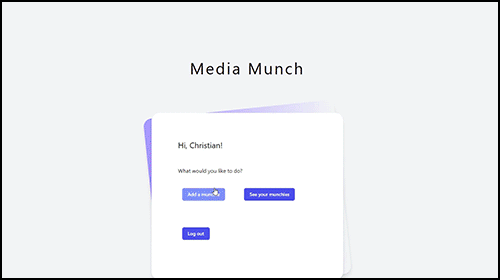 Media Munch
Hi, Christian!
What would you like to do?
Add a munchie
See your munchies
Log out